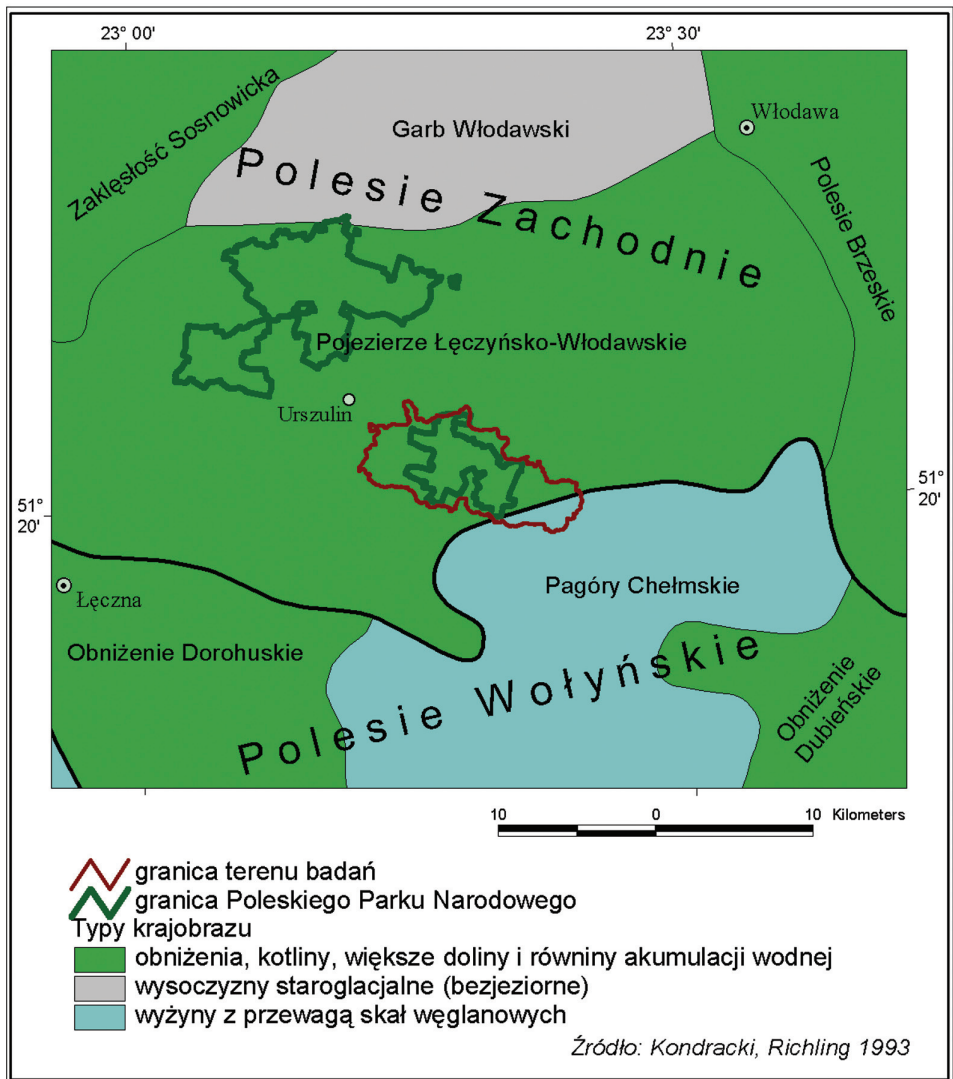 23° 00'
23° 30'
Zaklęsłość Sosnowicka
Garb Włodawski
Włodawa
Polesie Zachodnie
Polesie Brzeskie
Pojezierze Łęczyńsko-Włodawskie
Urszulin
51°
20'
51°
20'
Łęczna
Pagóry Chełmskie
Obniżenie Dorohuskie
Polesie Wołyńskie
Obniżenie
Dubieńskie
10 0 10 Kilometers
granica terenu badań
granica Poleskiego Parku Narodowego
Typy krajobrazu
obniżenia, kotliny, większe doliny i równiny akumulacji wodnej
wysoczyzny staroglacjalne (bezjeziorne)
wyżyny z przewagą skał węglanowych
Źródło: Kondracki, Richling 1993